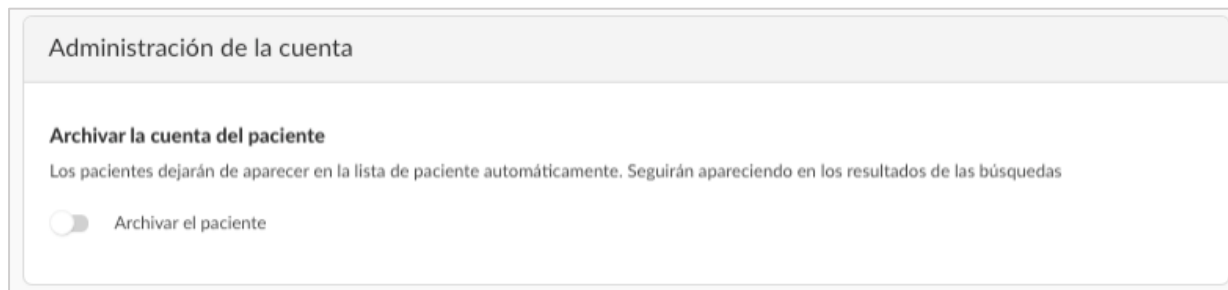 Administración de la cuenta
Archivar la cuenta del paciente
Los pacientes dejarán de aparecer en la lista de paciente automáticamente. Seguirán apareciendo en los resultados de las búsquedas
Archivar el paciente